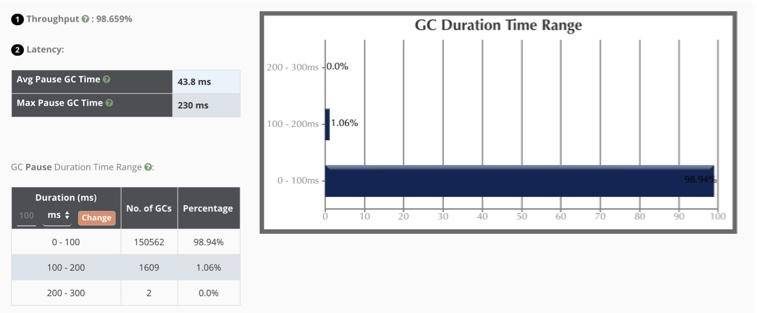 1 Throughput ? : 98.659%
2 Latency:
Avg Pause GC Time ? 43.8 ms
Max Pause GC Time ? 230 ms
GC Pause Duration Time Range ?:
Duration (ms) No. of GCs Percentage
100 ms Change
0 - 100 150562 98.94%
100 - 200 1609 1.06%
200 - 300 2 0.0%
GC Duration Time Range
200 - 300ms 0.0%
100 - 200ms 1.06%
0 - 100ms 98.94%
0 10 20 30 40 50 60 70 80 90 100